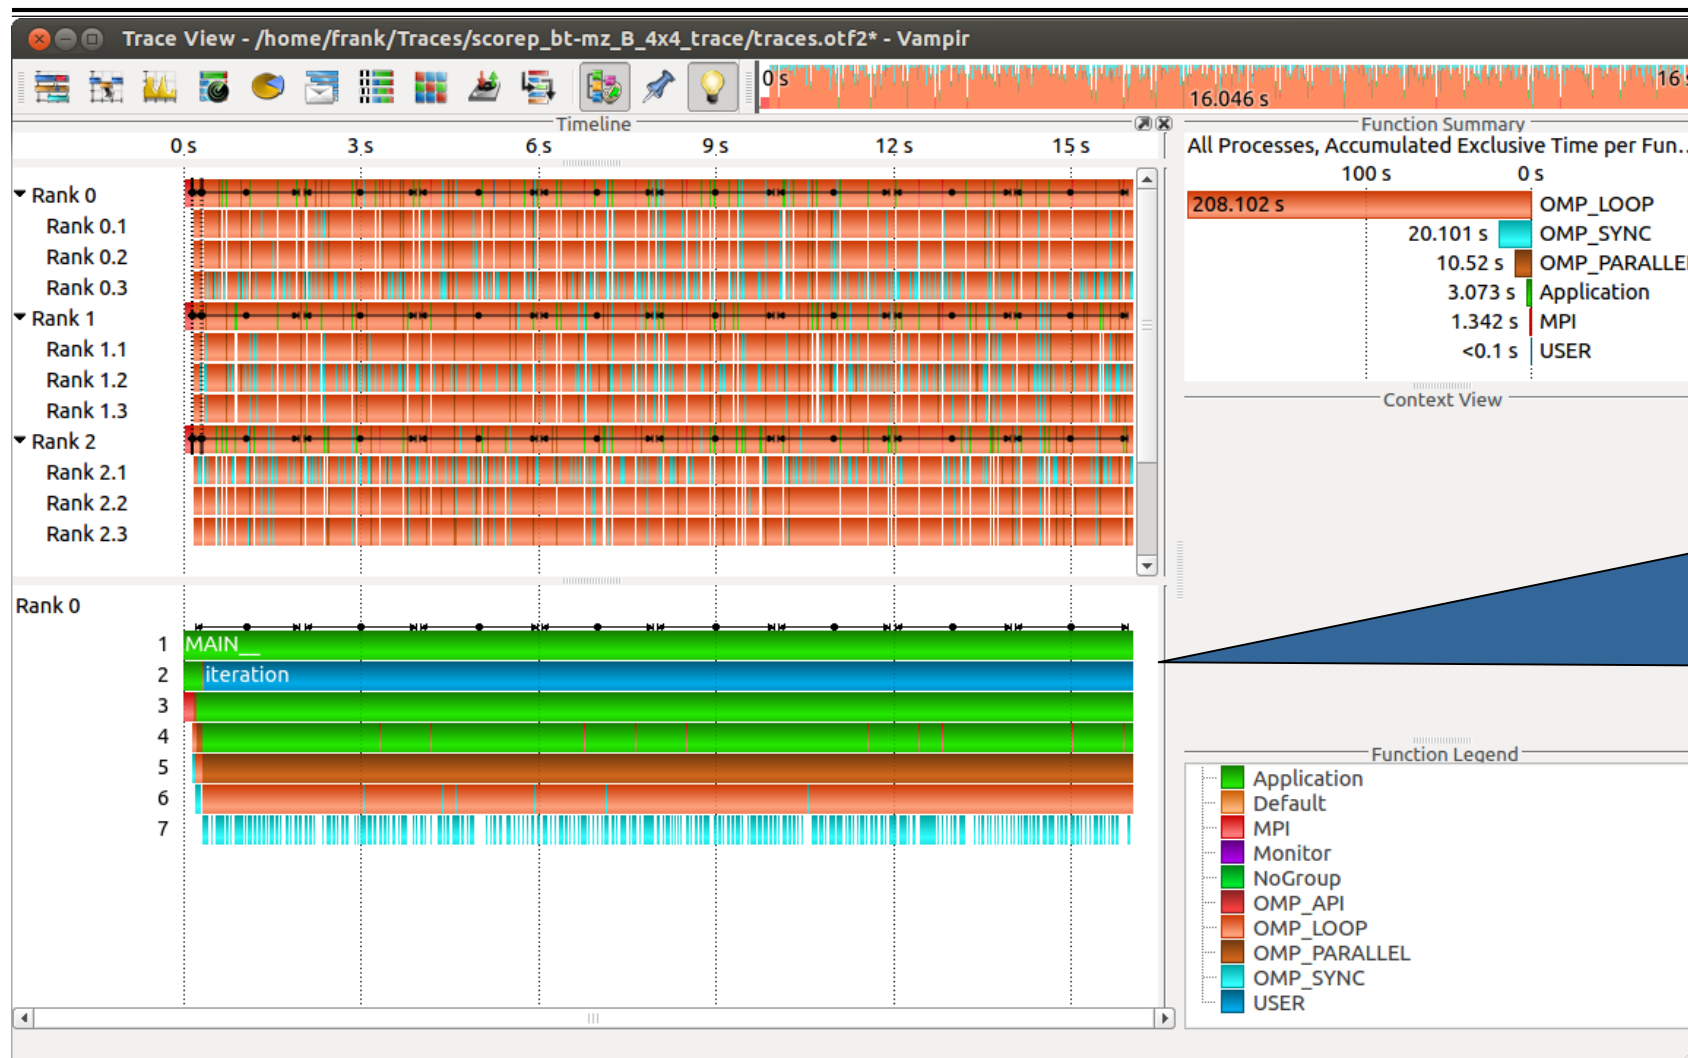 Trace View - /home/frank/Traces/scorep_bt-mz_B_4x4_trace/traces.otf2* - Vampir
0 s
16 s
16.046 s
Timeline
0 s 3 s 6 s 9 s 12 s 15 s
Rank 0
Rank 0.1
Rank 0.2
Rank 0.3
Rank 1
Rank 1.1
Rank 1.2
Rank 1.3
Rank 2
Rank 2.1
Rank 2.2
Rank 2.3
Rank 0
1 MAIN__
2 iteration
3
4
5
6
7
Function Summary
All Processes, Accumulated Exclusive Time per Fun...
100 s 0 s
208.102 s OMP_LOOP
20.101 s OMP_SYNC
10.52 s OMP_PARALLEL
3.073 s Application
1.342 s MPI
<0.1 s USER
Context View
Function Legend
Application
Default
MPI
Monitor
NoGroup
OMP_API
OMP_LOOP
OMP_PARALLEL
OMP_SYNC
USER